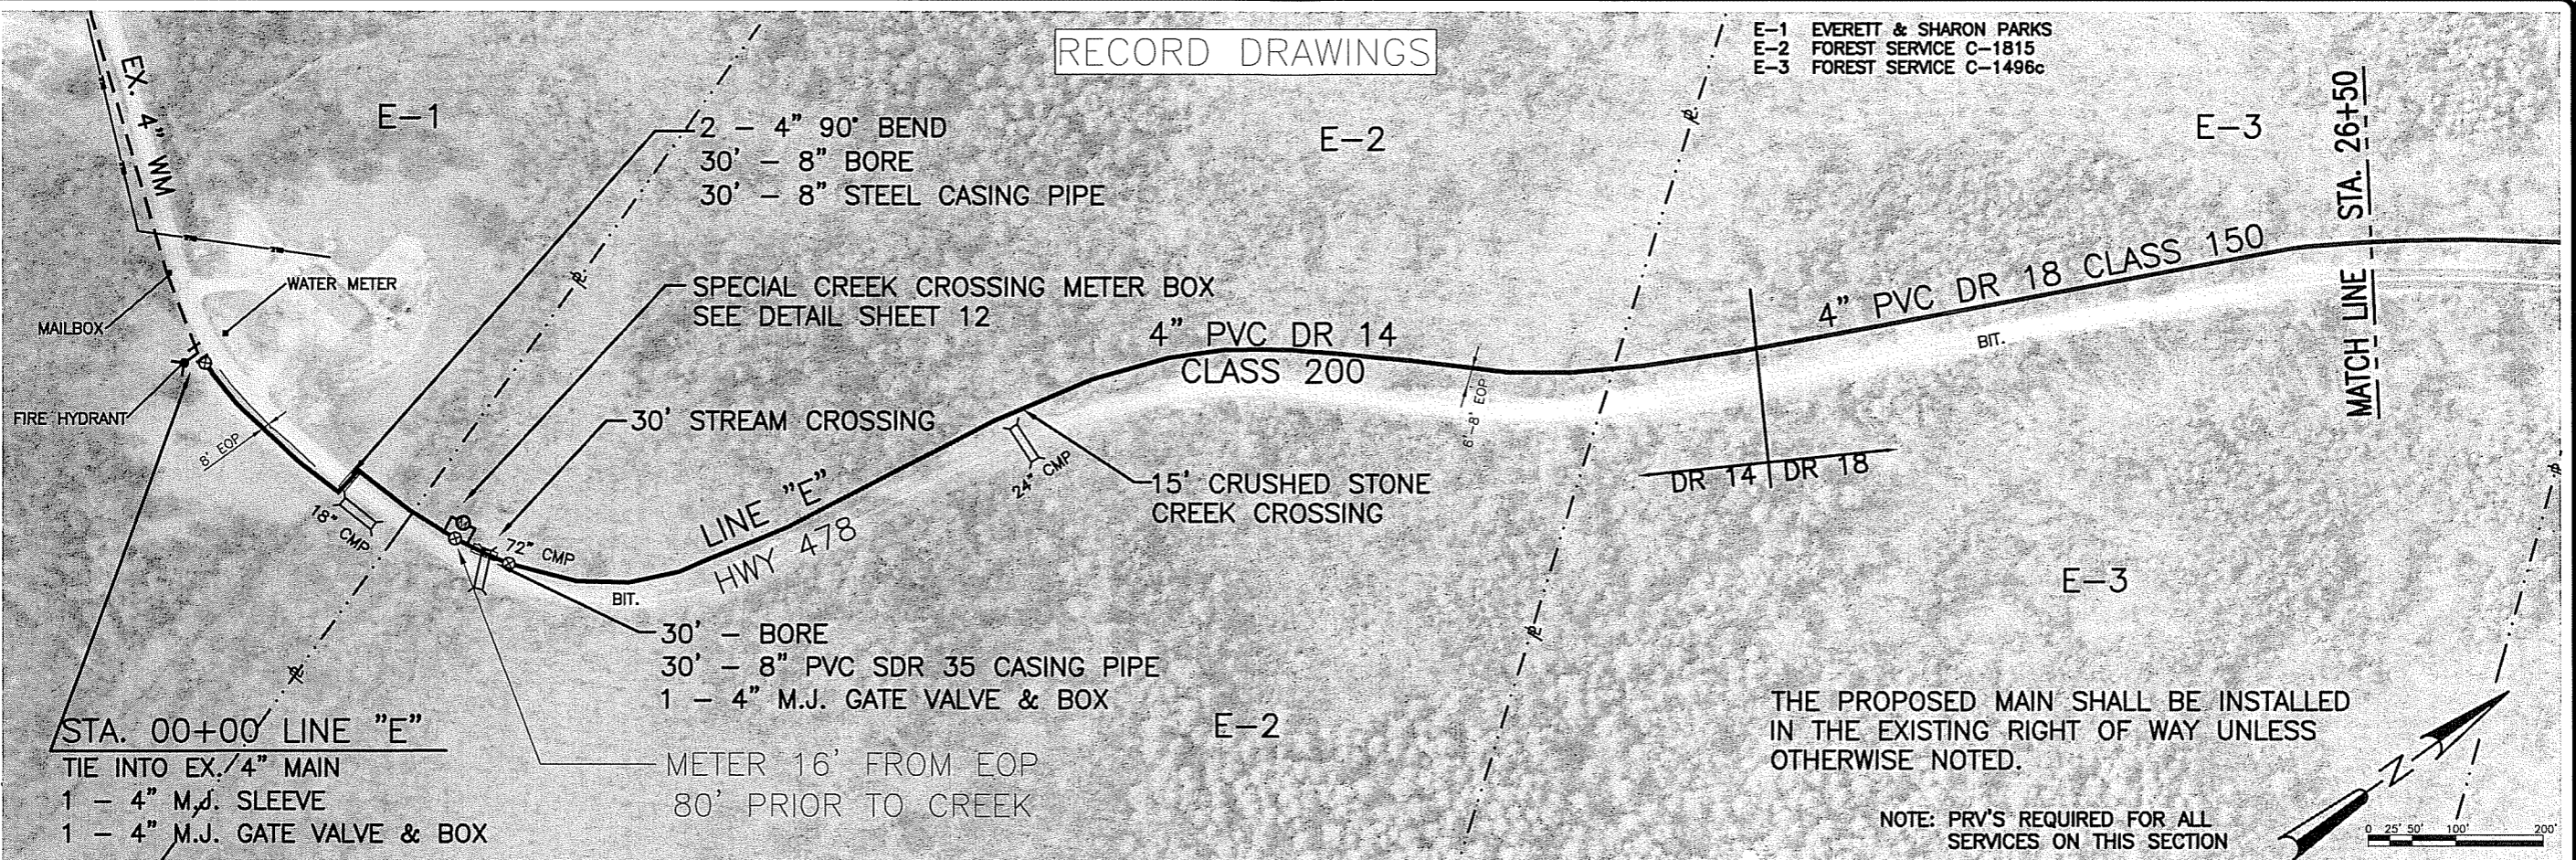 RECORD DRAWINGS
E-1 EVERETT & SHARON PARKS
E-2 FOREST SERVICE C-1815
E-3 FOREST SERVICE C-1496c
EX. 4" WM
E-1
2 - 4" 90° BEND
30' - 8" BORE
30' - 8" STEEL CASING PIPE
E-2
E-3
MATCH LINE STA. 26+50
WATER METER
MAILBOX
SPECIAL CREEK CROSSING METER BOX
SEE DETAIL SHEET 12
4" PVC DR 14
CLASS 200
4" PVC DR 18 CLASS 150
BIT.
FIRE HYDRANT
8' EOP
30' STREAM CROSSING
6'-8' EOP
18" CMP
72" CMP
24" CMP
LINE "E"
HWY 478
15' CRUSHED STONE
CREEK CROSSING
DR 14 DR 18
BIT.
E-3
30' - BORE
30' - 8" PVC SDR 35 CASING PIPE
1 - 4" M.J. GATE VALVE & BOX
E-2
STA. 00+00 LINE "E"
TIE INTO EX. 4" MAIN
1 - 4" M.J. SLEEVE
1 - 4" M.J. GATE VALVE & BOX
METER 16' FROM EOP
80' PRIOR TO CREEK
THE PROPOSED MAIN SHALL BE INSTALLED
IN THE EXISTING RIGHT OF WAY UNLESS
OTHERWISE NOTED.
NOTE: PRV'S REQUIRED FOR ALL
SERVICES ON THIS SECTION
N
0 25' 50' 100' 200'